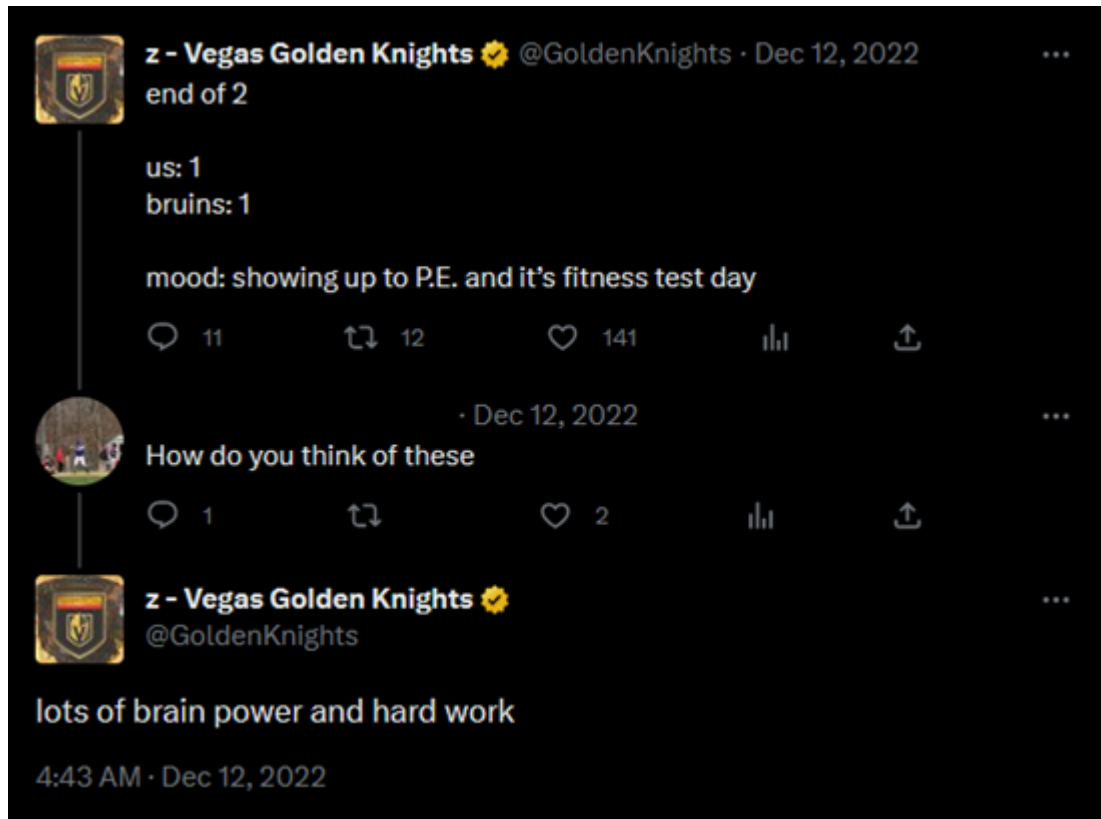 z - Vegas Golden Knights @GoldenKnights · Dec 12, 2022
end of 2
us: 1
bruins: 1
mood: showing up to P.E. and it's fitness test day
11 12 141
· Dec 12, 2022
How do you think of these
1 2
z - Vegas Golden Knights
@GoldenKnights
lots of brain power and hard work
4:43 AM · Dec 12, 2022